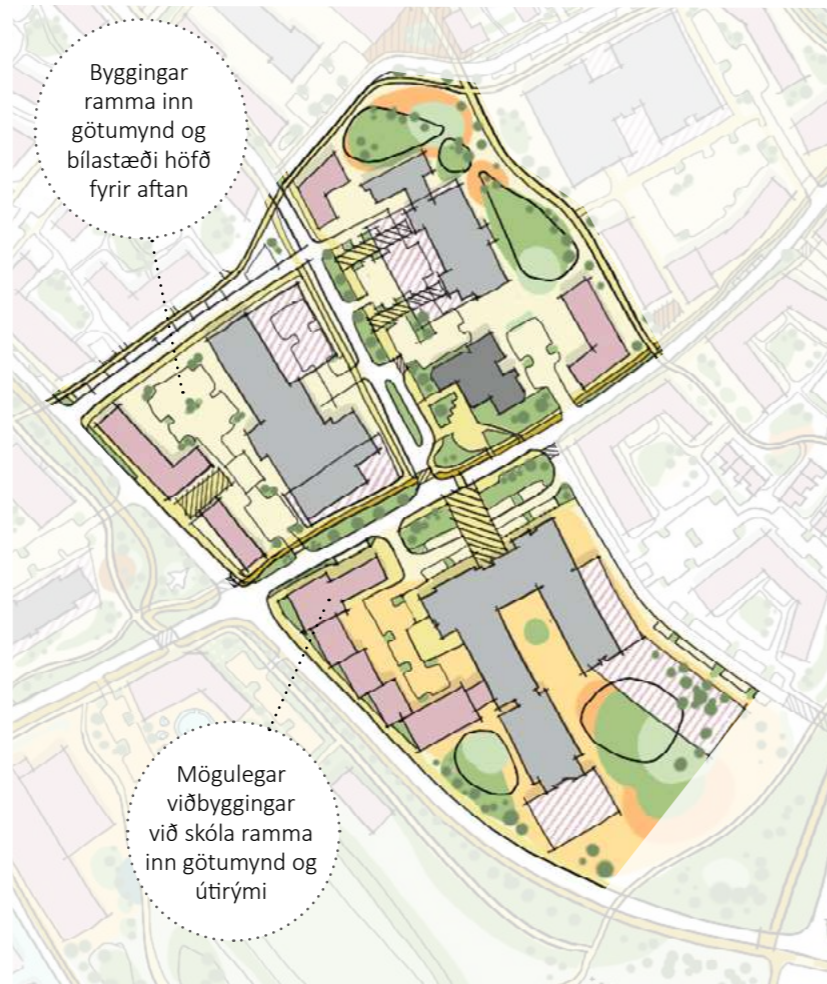 Byggingar
ramma inn
götumynd og
bílastæði höfð
fyrir aftan
Mögulegar
viðbyggingar
við skóla ramma
inn götumynd og
útirými